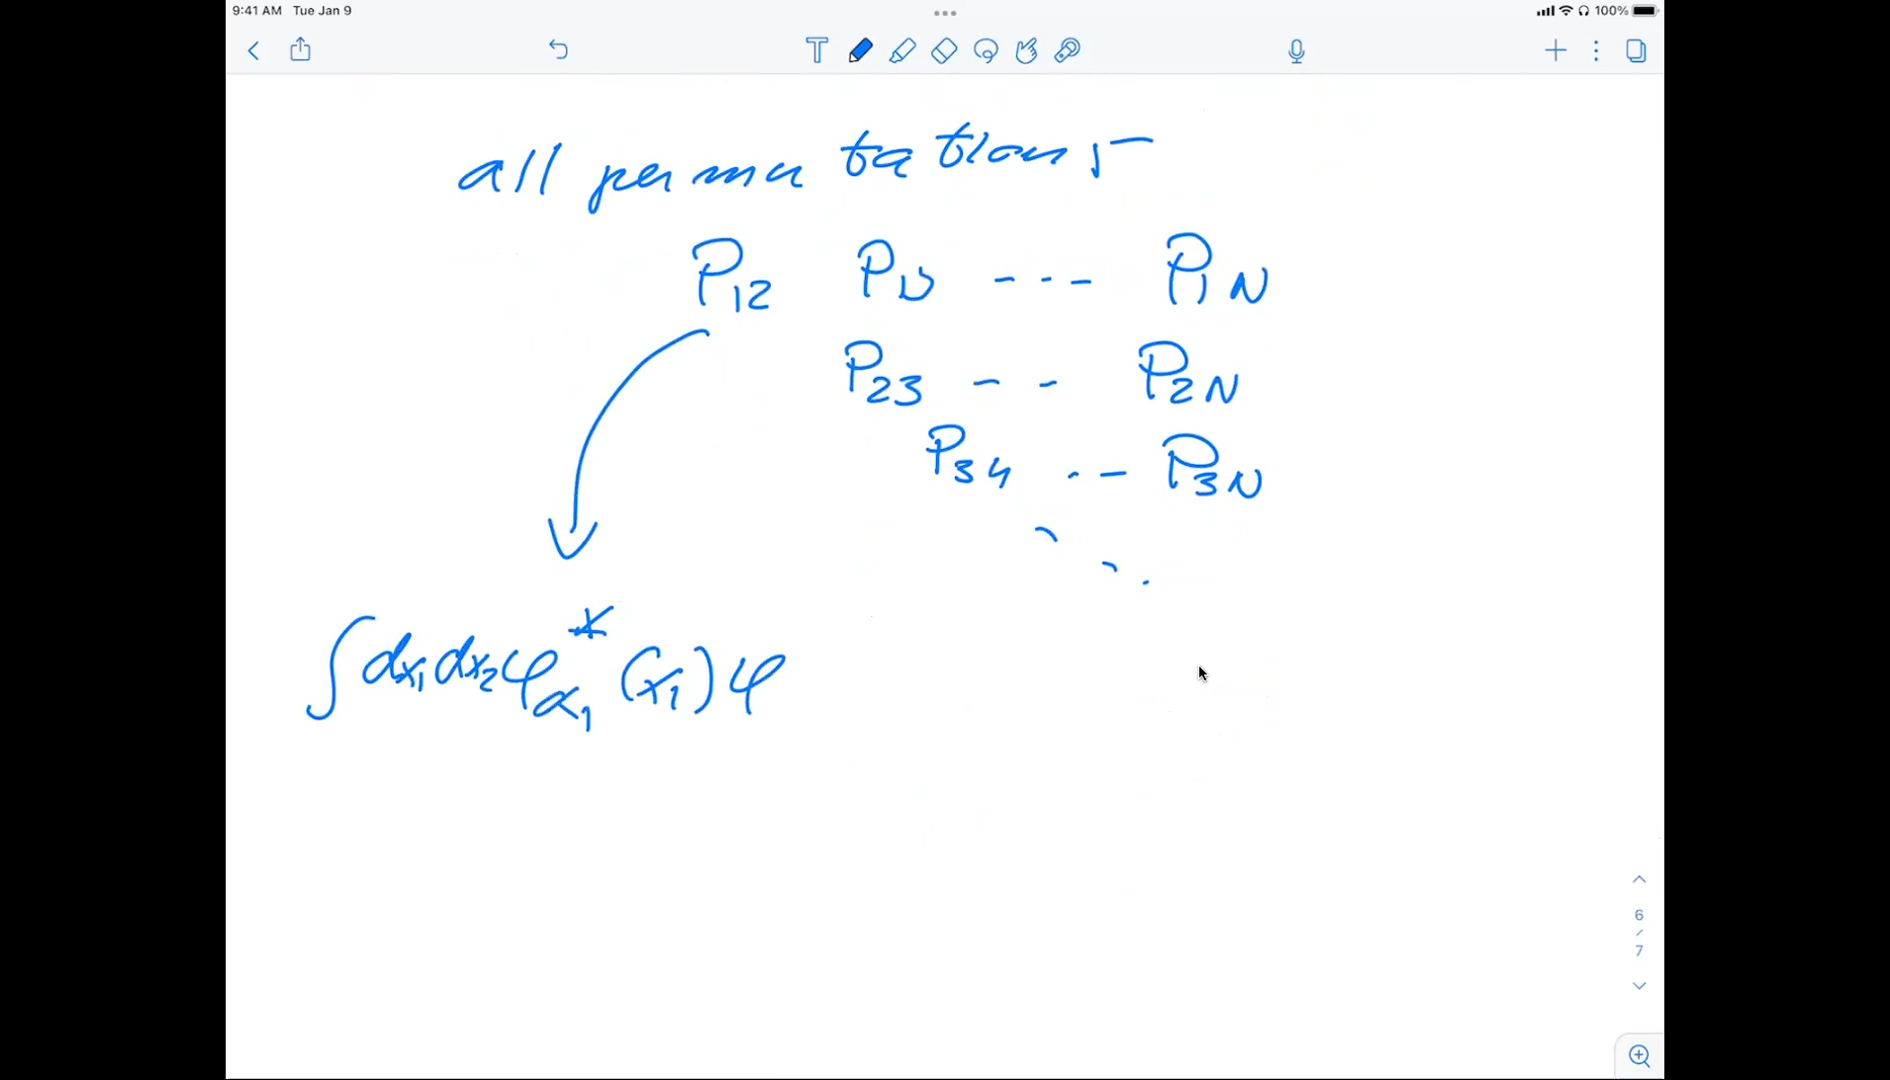 9:41 AM Tue Jan 9
100%
T
all permutations
P₁₂ P₁₃ --- P₁N
P₂₃ -- P₂N
P₃₄ -- P₃N
∫dx₁dx₂φ*α₁(x₁)φ
6
/
7